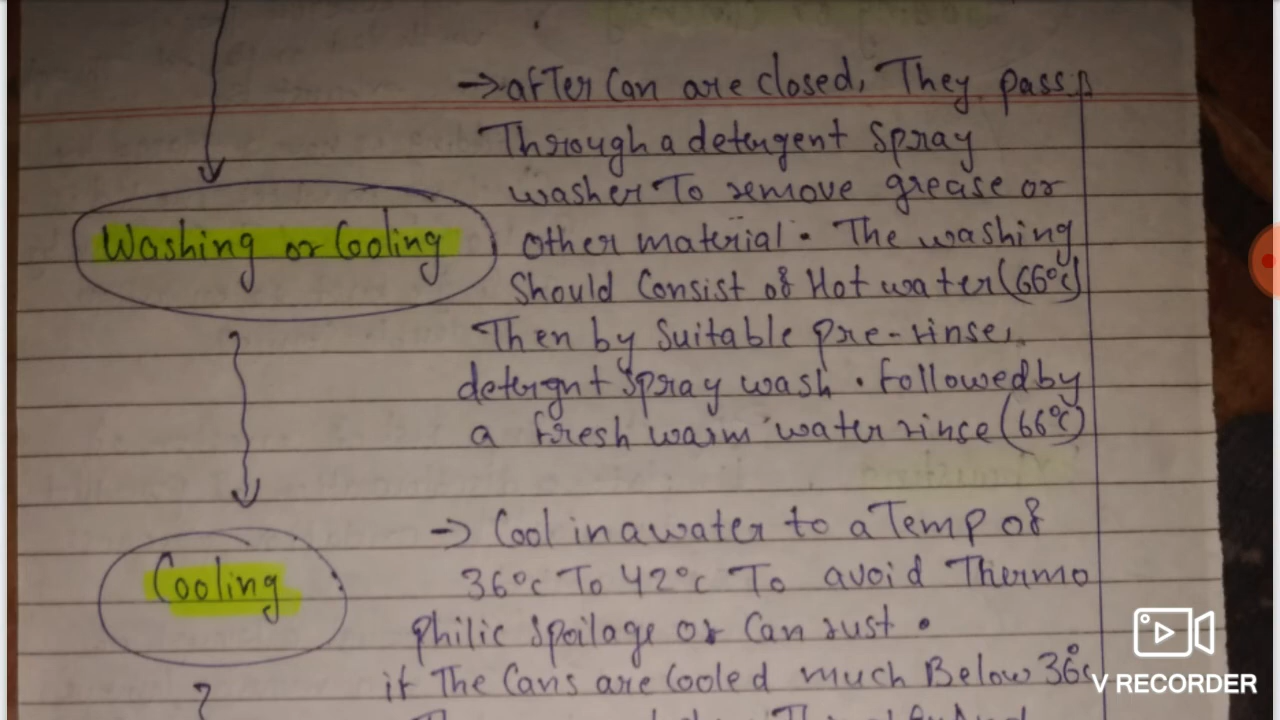 → after Can are closed, They pass
Through a detergent Spray
washer To remove grease or
Washing or Cooling
other material. The washing
Should Consist of Hot water (66°c)
Then by Suitable pre-rinse,
detergnt Spray wash. followed by
a fresh warm water rinse (66°c)
→ Cool in a water to a Temp of
Cooling
36°c To 42°c To avoid Thermo
philic Spoilage or Can rust.
if The Cans are Cooled much Below 36°c
V RECORDER